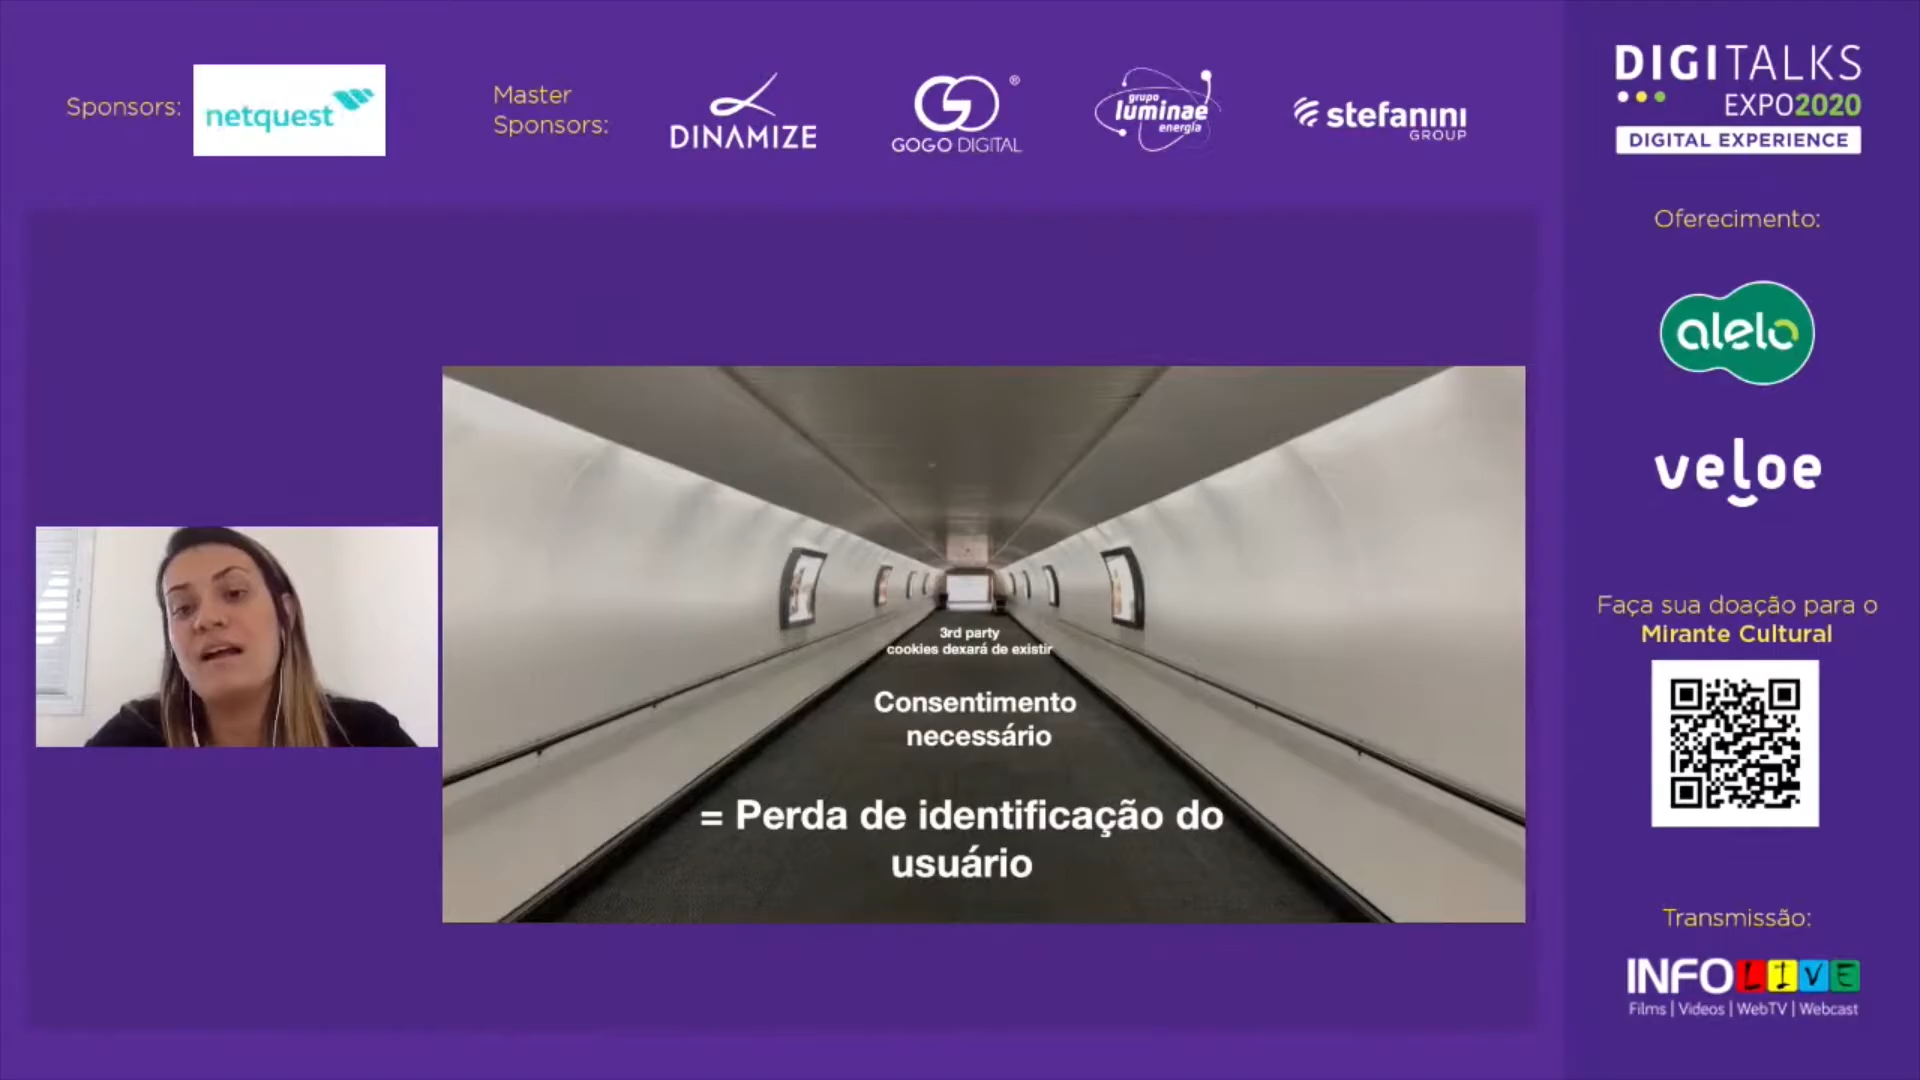 Sponsors:
netquest
Master
Sponsors:
DINAMIZE
GOGO DIGITAL
®
grupo
luminae
energia
stefanini
GROUP
DIGITALKS
EXPO2020
DIGITAL EXPERIENCE
Oferecimento:
alelo
veloe
Faça sua doação para o
Mirante Cultural
3rd party
cookies dexará de existir
Consentimento
necessário
= Perda de identificação do
usuário
Transmissão:
INFOLIVE
Films | Videos | WebTV | Webcast